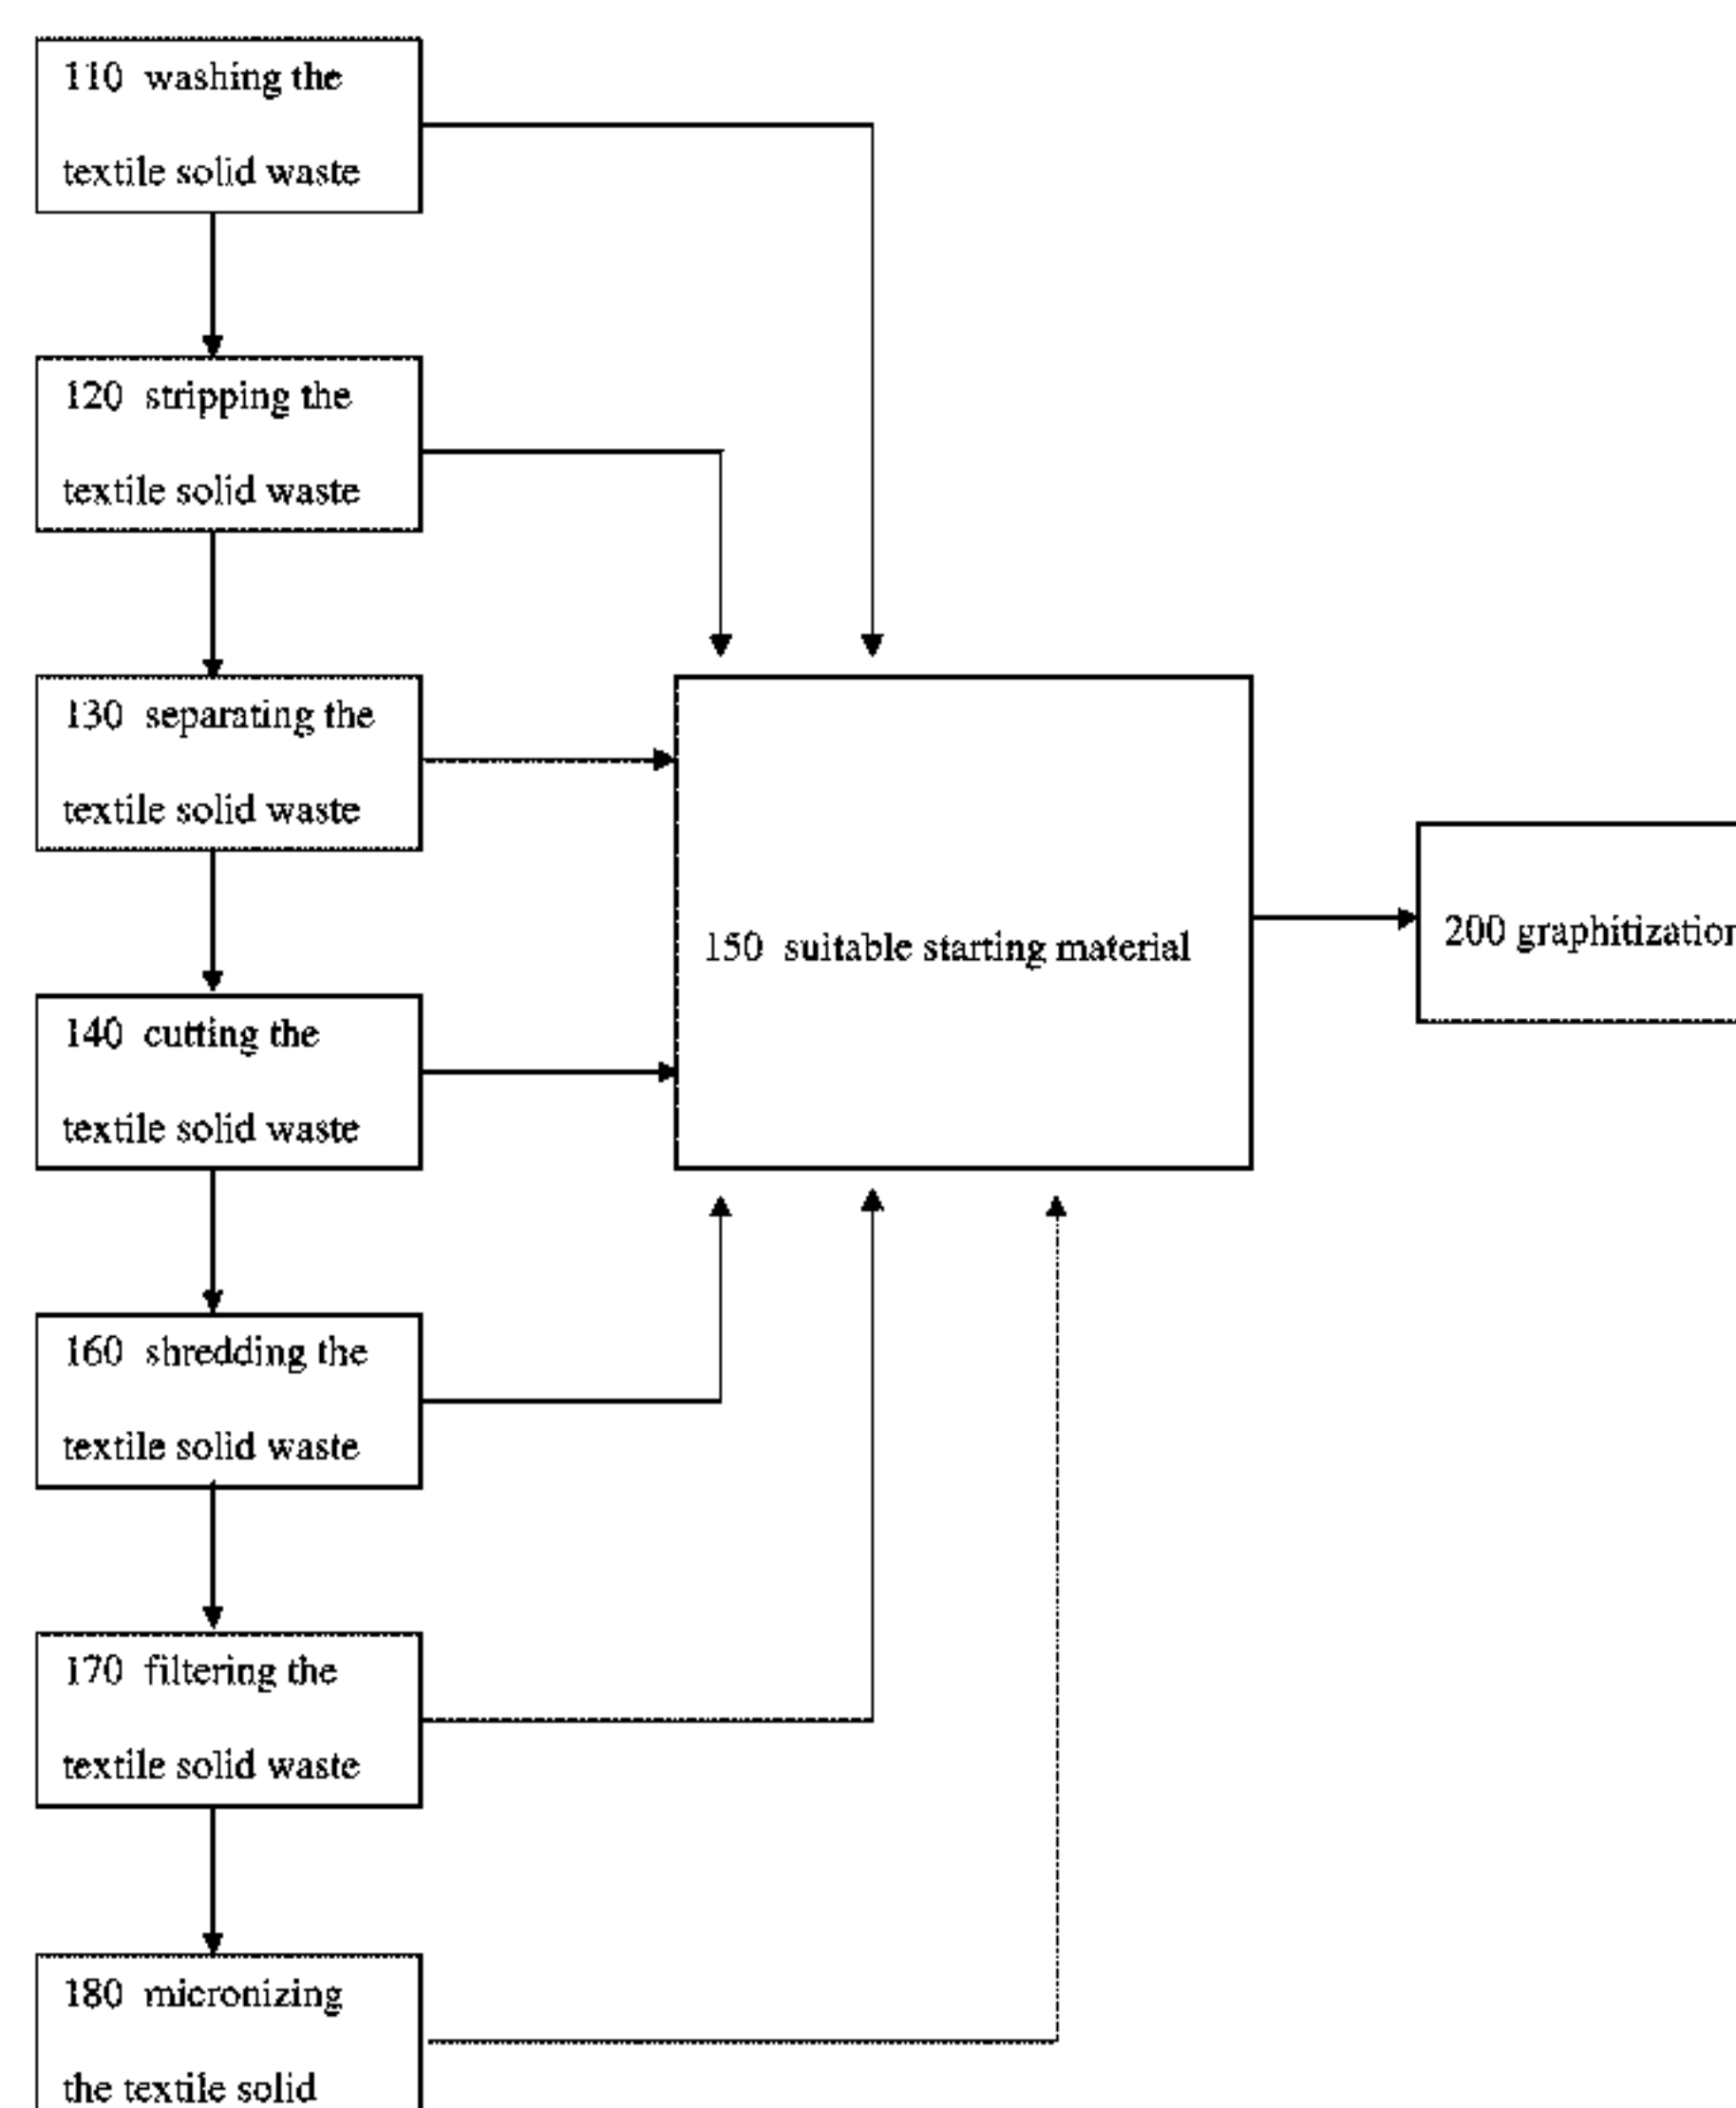 110 washing the
textile solid waste
120 stripping the
textile solid waste
130 separating the
textile solid waste
150 suitable starting material
200 graphitization
140 cutting the
textile solid waste
160 shredding the
textile solid waste
170 filtering the
textile solid waste
180 micronizing
the textile solid